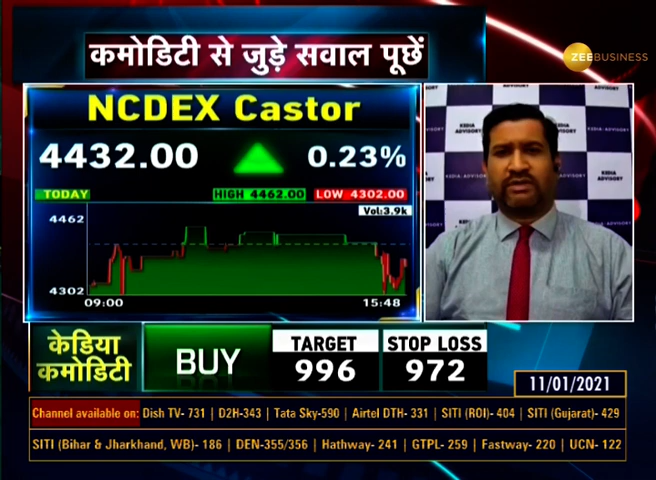 कमोडिटी से जुड़े सवाल पूछें
ZEEBUSINESS
NCDEX Castor
4432.00 0.23%
TODAY HIGH 4462.00 LOW 4302.00
Vol:3.9k
4462
4302
09:00 15:48
KEDIA ADVISORY
केडिया
कमोडिटी
BUY
TARGET
996
STOP LOSS
972
11/01/2021
Channel available on: Dish TV- 731 | D2H-343 | Tata Sky-590 | Airtel DTH- 331 | SITI (ROI)- 404 | SITI (Gujarat)- 429
SITI (Bihar & Jharkhand, WB)- 186 | DEN-355/356 | Hathway- 241 | GTPL- 259 | Fastway- 220 | UCN- 122